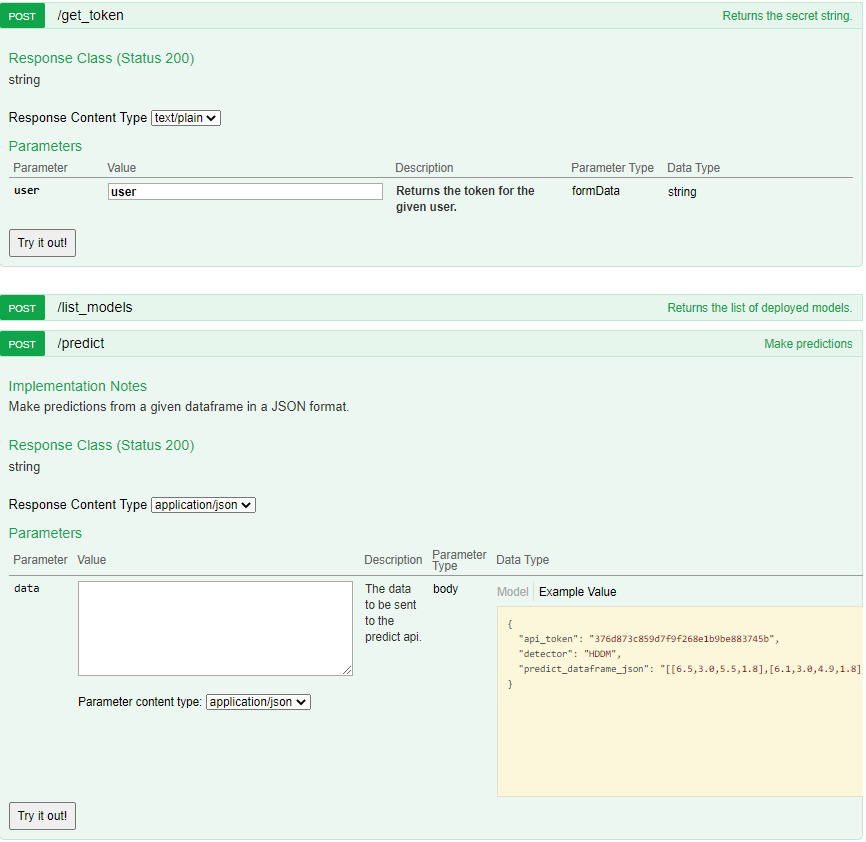 POST /get_token Returns the secret string.
Response Class (Status 200)
string
Response Content Type text/plain
Parameters
Parameter Value Description Parameter Type Data Type
user user Returns the token for the given user. formData string
Try it out!
POST /list_models Returns the list of deployed models.
POST /predict Make predictions
Implementation Notes
Make predictions from a given dataframe in a JSON format.
Response Class (Status 200)
string
Response Content Type application/json
Parameters
Parameter Value Description Parameter Type Data Type
data The data to be sent to the predict api. body Model Example Value
{
"api_token": "376d873c859d7f9f268e1b9be883745b",
"detector": "HDDM",
"predict_dataframe_json": "[[6.5,3.0,5.5,1.8],[6.1,3.0,4.9,1.8]
}
Parameter content type: application/json
Try it out!